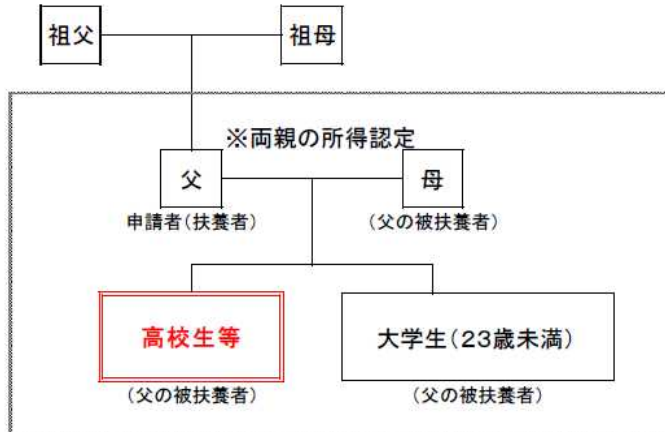 祖父
祖母
※両親の所得認定
父
母
申請者(扶養者)
(父の被扶養者)
高校生等
大学生(23歳未満)
(父の被扶養者)
(父の被扶養者)